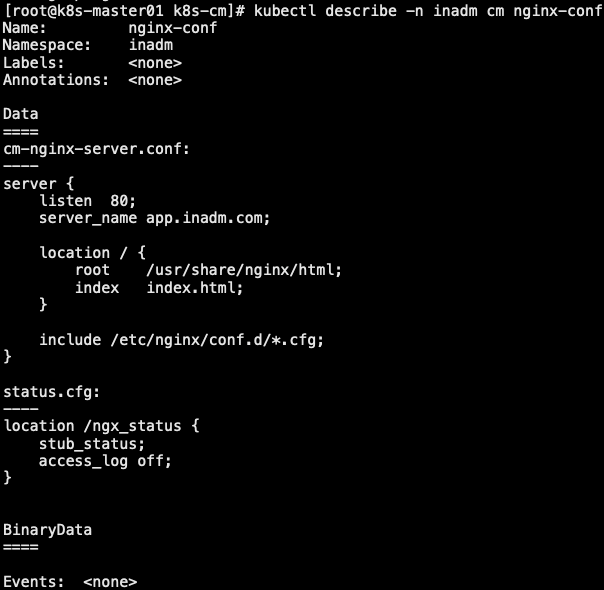 [root@k8s-master01 k8s-cm]# kubectl describe -n inadm cm nginx-conf
Name:         nginx-conf
Namespace:    inadm
Labels:       <none>
Annotations:  <none>

Data
====
cm-nginx-server.conf:
----
server {
    listen  80;
    server_name app.inadm.com;

    location / {
        root    /usr/share/nginx/html;
        index   index.html;
    }

    include /etc/nginx/conf.d/*.cfg;
}

status.cfg:
----
location /ngx_status {
    stub_status;
    access_log off;
}


BinaryData
====

Events:  <none>